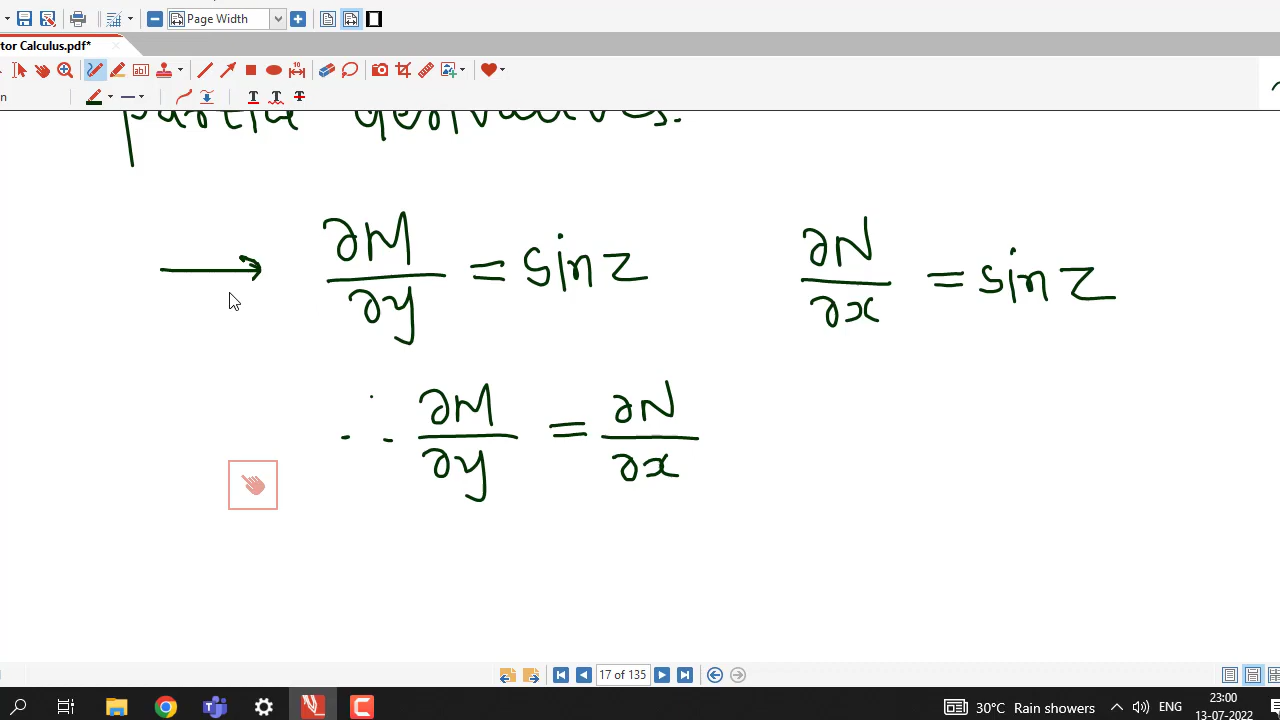 Page Width
tor Calculus.pdf*
partial derivatives.
∂M/∂y = sin z ∂N/∂x = sin z
∴ ∂M/∂y = ∂N/∂x
17 of 135
30°C Rain showers ENG 23:00
13-07-2022